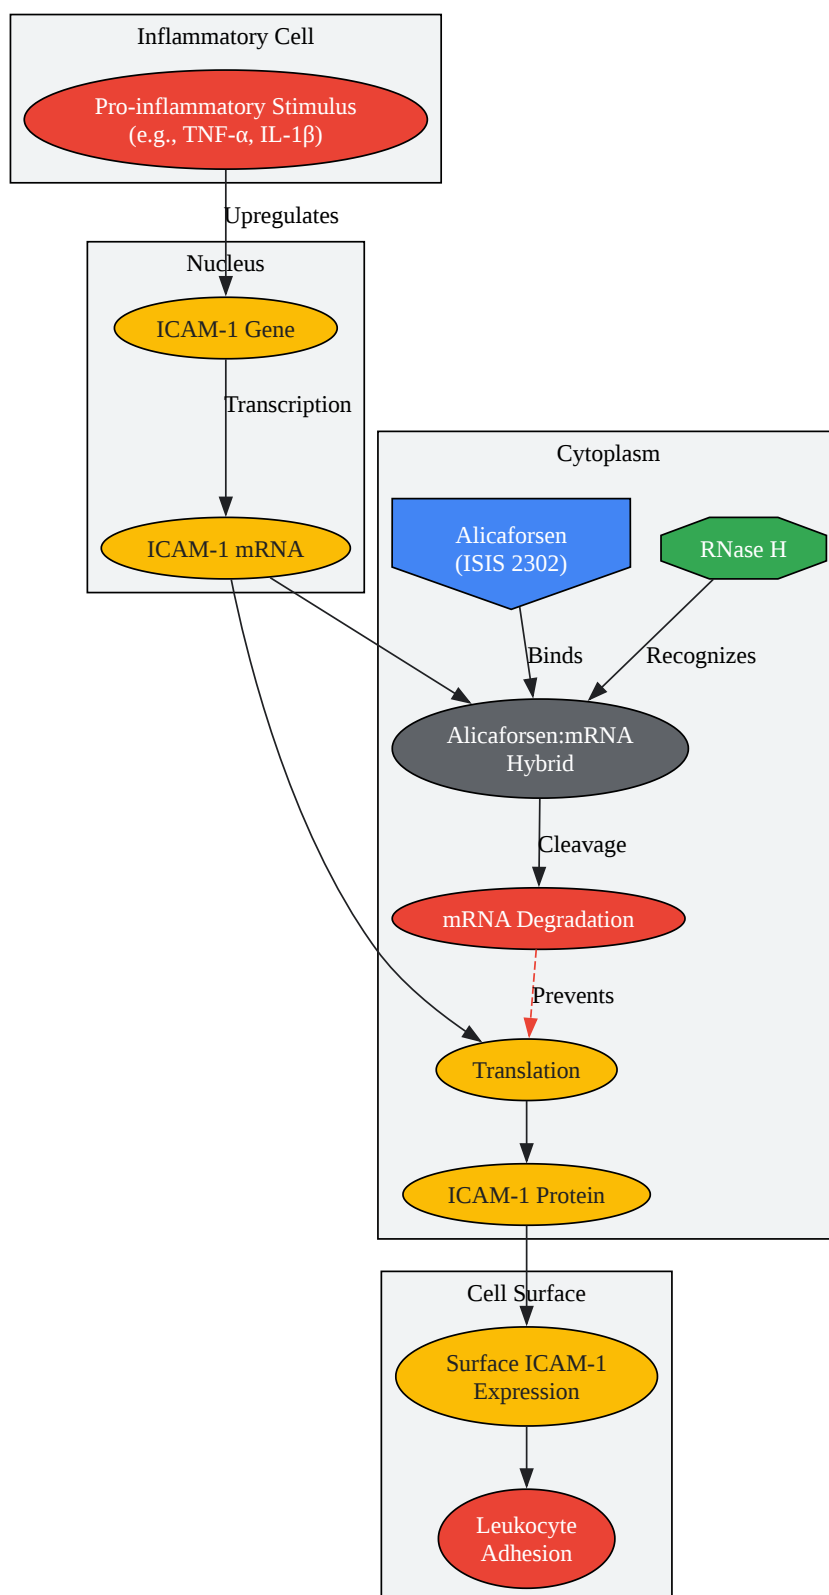 Inflammatory Cell
Pro-inflammatory Stimulus
(e.g., TNF-α, IL-1β)
Upregulates
Nucleus
ICAM-1 Gene
Transcription
ICAM-1 mRNA
Cytoplasm
Alicaforsen
(ISIS 2302)
RNase H
Binds
Recognizes
Alicaforsen:mRNA
Hybrid
Cleavage
mRNA Degradation
Prevents
Translation
ICAM-1 Protein
Cell Surface
Surface ICAM-1
Expression
Leukocyte
Adhesion